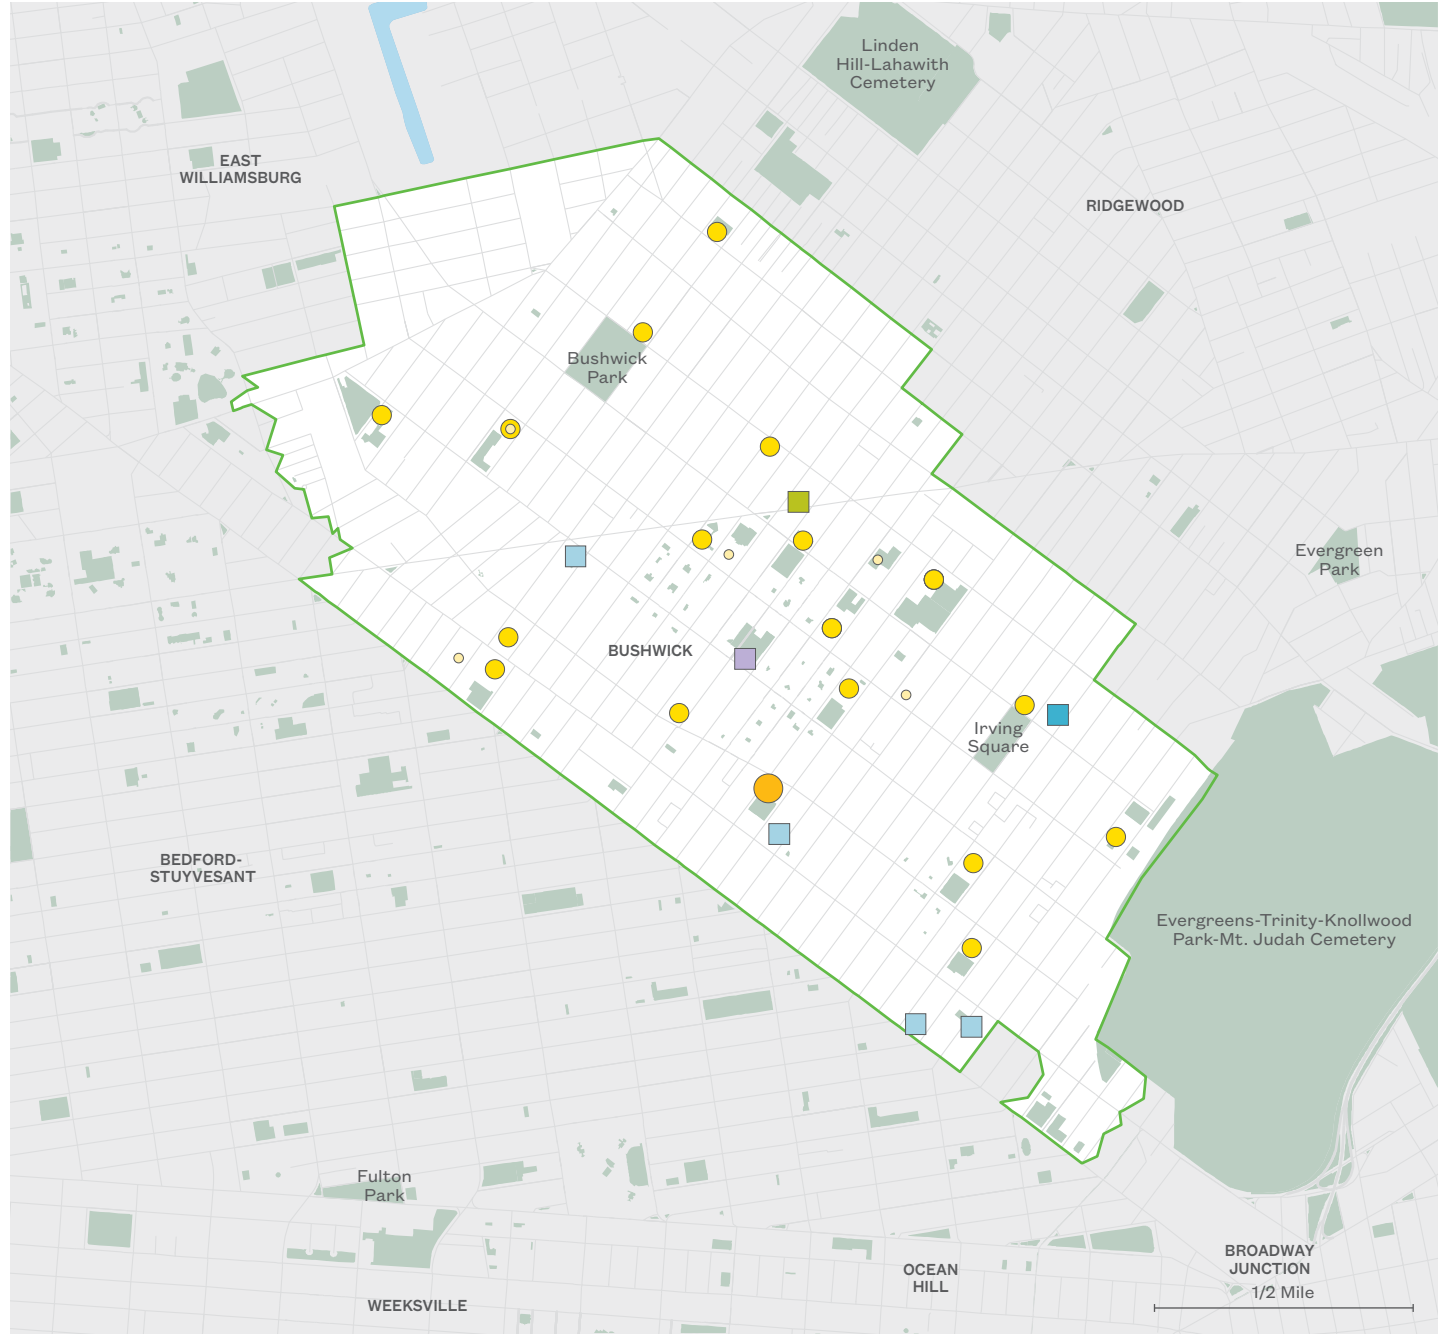 Linden
Hill-Lahawith
Cemetery
EAST
WILLIAMSBURG
RIDGEWOOD
Bushwick
Park
Evergreen
Park
BUSHWICK
Irving
Square
BEDFORD-
STUYVESANT
Evergreens-Trinity-Knollwood
Park-Mt. Judah Cemetery
Fulton
Park
OCEAN
HILL
BROADWAY
JUNCTION
1/2 Mile
WEEKSVILLE